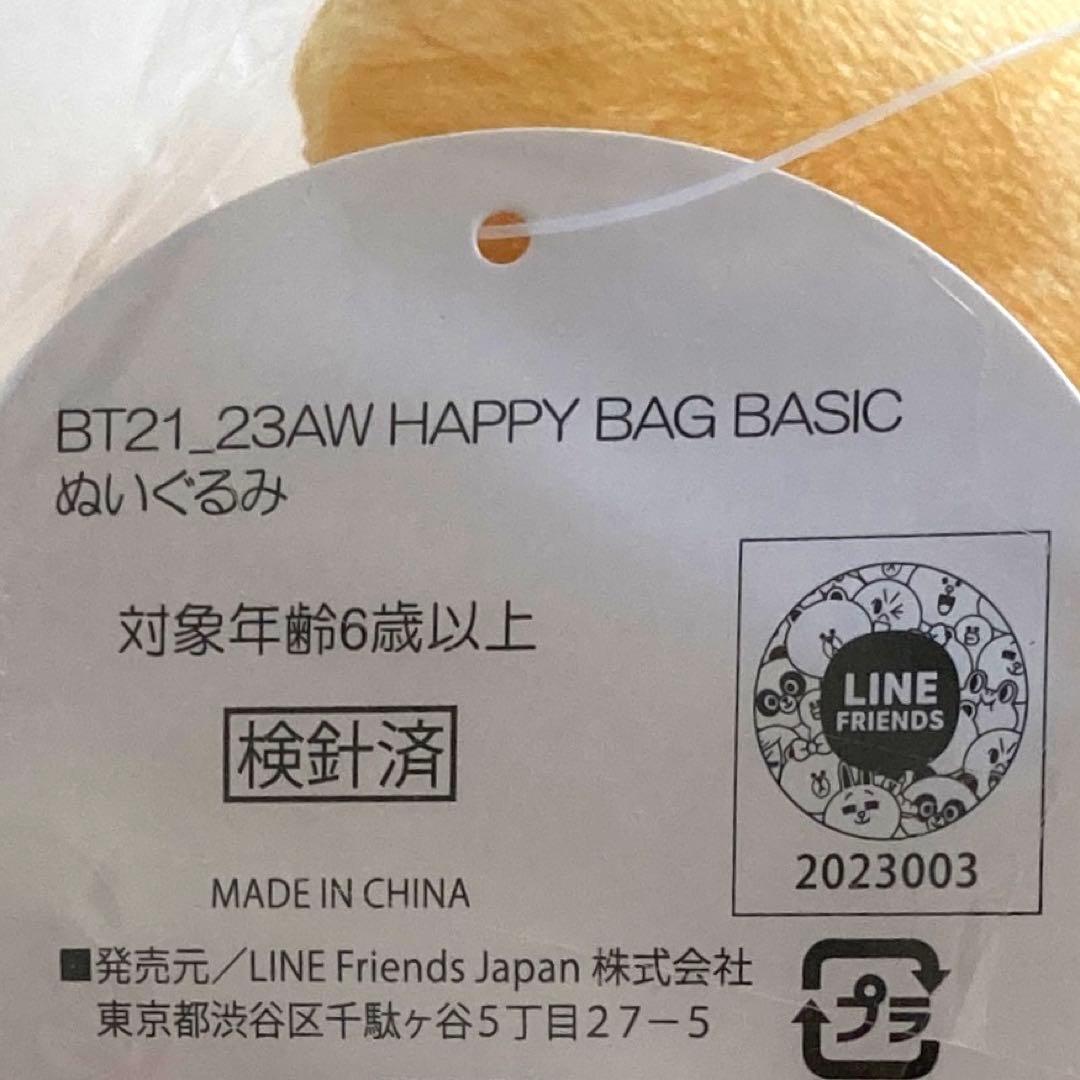 BT21_23AW HAPPY BAG BASIC
ぬいぐるみ
対象年齢6歳以上
検針済
LINE
FRIENDS
2023003
MADE IN CHINA
■発売元／LINE Friends Japan 株式会社
東京都渋谷区千駄ヶ谷5丁目27－5
プラ